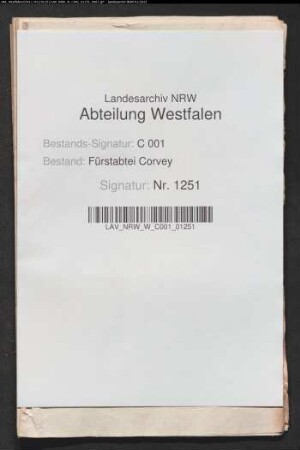 Landesarchiv NRW
Abteilung Westfalen
Bestands-Signatur: C 001
Bestand: Fürstabtei Corvey
Signatur: Nr. 1251
LAV_NRW_W_C001_01251